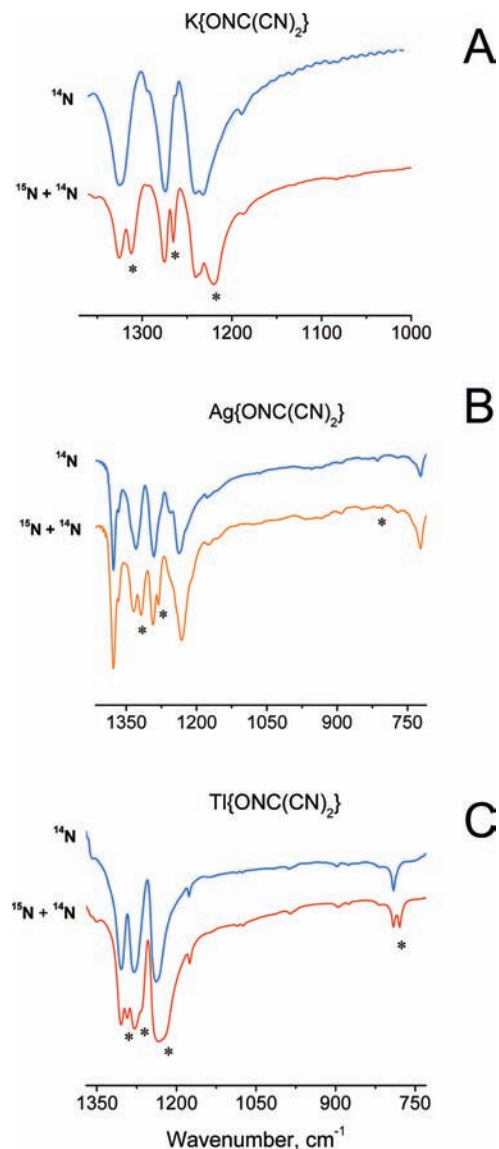 K{ONC(CN)₂}
A
¹⁴N
¹⁵N + ¹⁴N
*
*
*
1300 1200 1100 1000
Ag{ONC(CN)₂}
B
¹⁴N
¹⁵N + ¹⁴N
*
*
*
1350 1200 1050 900 750
Tl{ONC(CN)₂}
C
¹⁴N
¹⁵N + ¹⁴N
*
*
*
*
1350 1200 1050 900 750
Wavenumber, cm⁻¹